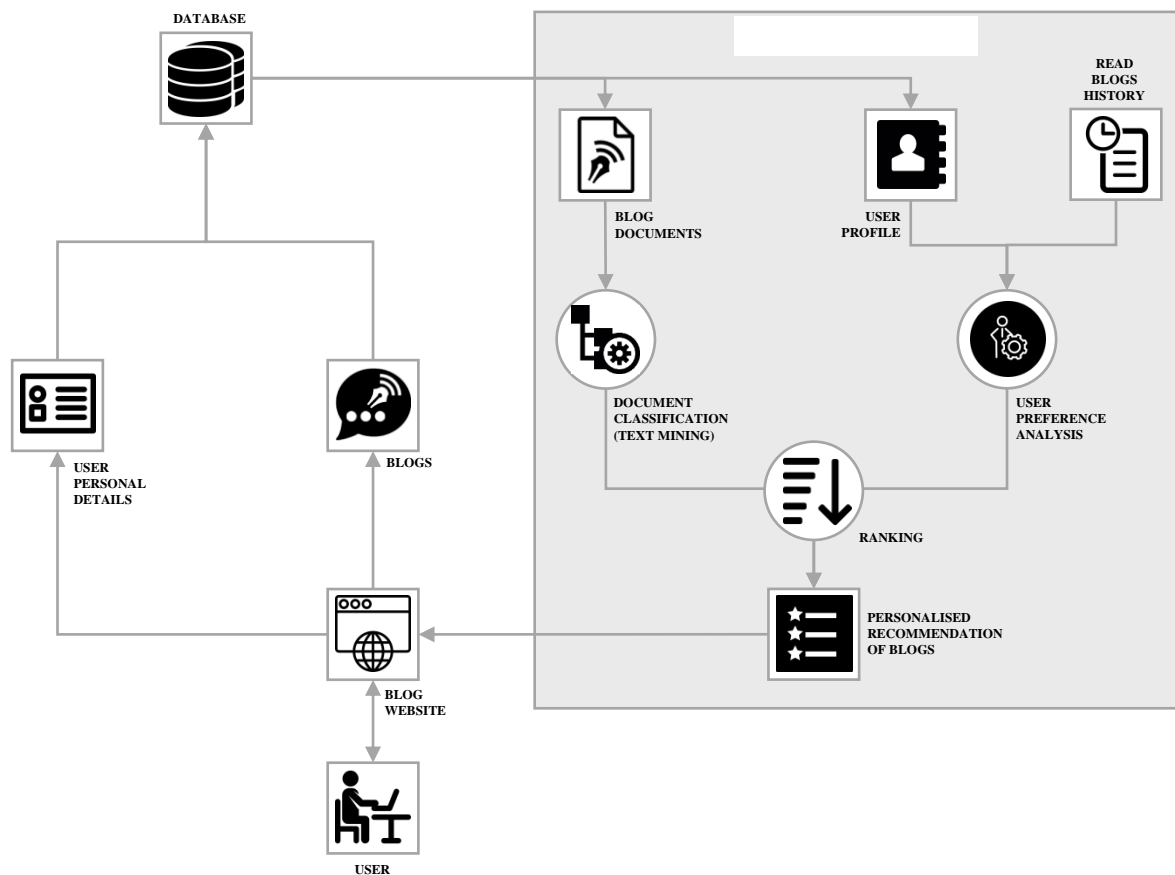 DATABASE
READ
BLOGS
HISTORY
BLOG
DOCUMENTS
USER
PROFILE
DOCUMENT
CLASSIFICATION
(TEXT MINING)
USER
PREFERENCE
ANALYSIS
USER
PERSONAL
DETAILS
BLOGS
RANKING
PERSONALISED
RECOMMENDATION
OF BLOGS
BLOG
WEBSITE
USER